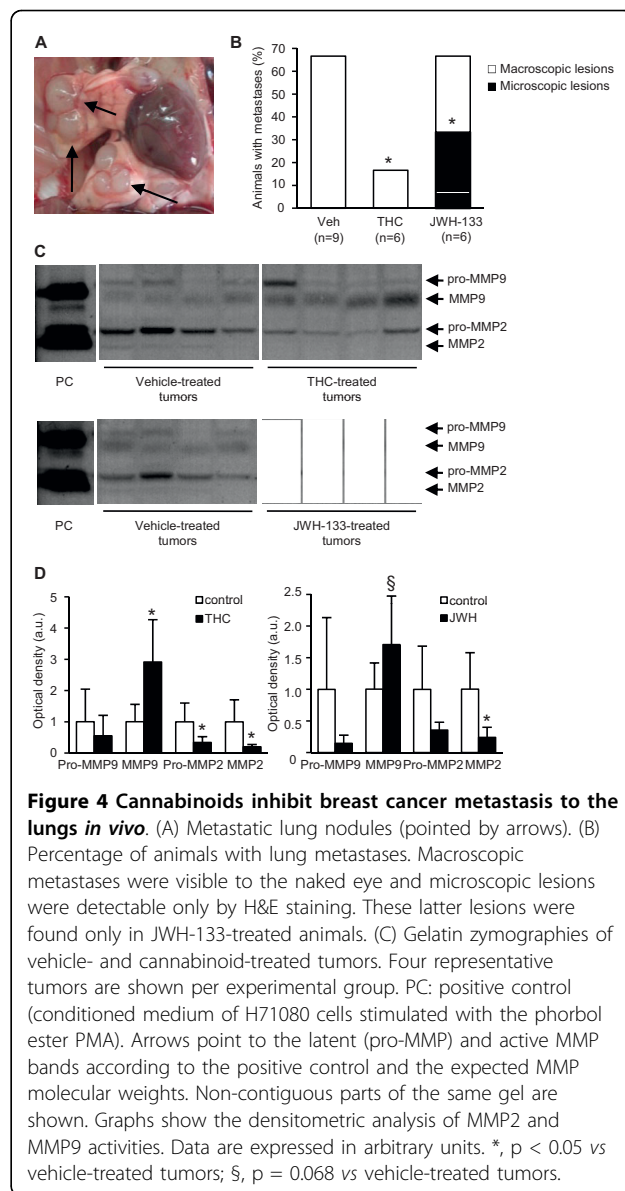 A
B
70
60
50
40
30
20
10
0
Animals with metastases (%)
Macroscopic lesions
Microscopic lesions
*
*
Veh
(n=9)
THC
(n=6)
JWH-133
(n=6)
C
pro-MMP9
MMP9
pro-MMP2
MMP2
PC
Vehicle-treated
tumors
THC-treated
tumors
pro-MMP9
MMP9
pro-MMP2
MMP2
PC
Vehicle-treated
tumors
JWH-133-treated
tumors
D
Optical density (a.u.)
5
4
3
2
1
0
control
THC
*
*
*
Pro-MMP9 MMP9 Pro-MMP2 MMP2
Optical density (a.u.)
2.5
2.0
1.5
1.0
0.5
0
control
JWH
§
*
Pro-MMP9 MMP9 Pro-MMP2 MMP2
Figure 4 Cannabinoids inhibit breast cancer metastasis to the
lungs in vivo. (A) Metastatic lung nodules (pointed by arrows). (B)
Percentage of animals with lung metastases. Macroscopic
metastases were visible to the naked eye and microscopic lesions
were detectable only by H&E staining. These latter lesions were
found only in JWH-133-treated animals. (C) Gelatin zymographies of
vehicle- and cannabinoid-treated tumors. Four representative
tumors are shown per experimental group. PC: positive control
(conditioned medium of H71080 cells stimulated with the phorbol
ester PMA). Arrows point to the latent (pro-MMP) and active MMP
bands according to the positive control and the expected MMP
molecular weights. Non-contiguous parts of the same gel are
shown. Graphs show the densitometric analysis of MMP2 and
MMP9 activities. Data are expressed in arbitrary units. *, p < 0.05 vs
vehicle-treated tumors; §, p = 0.068 vs vehicle-treated tumors.